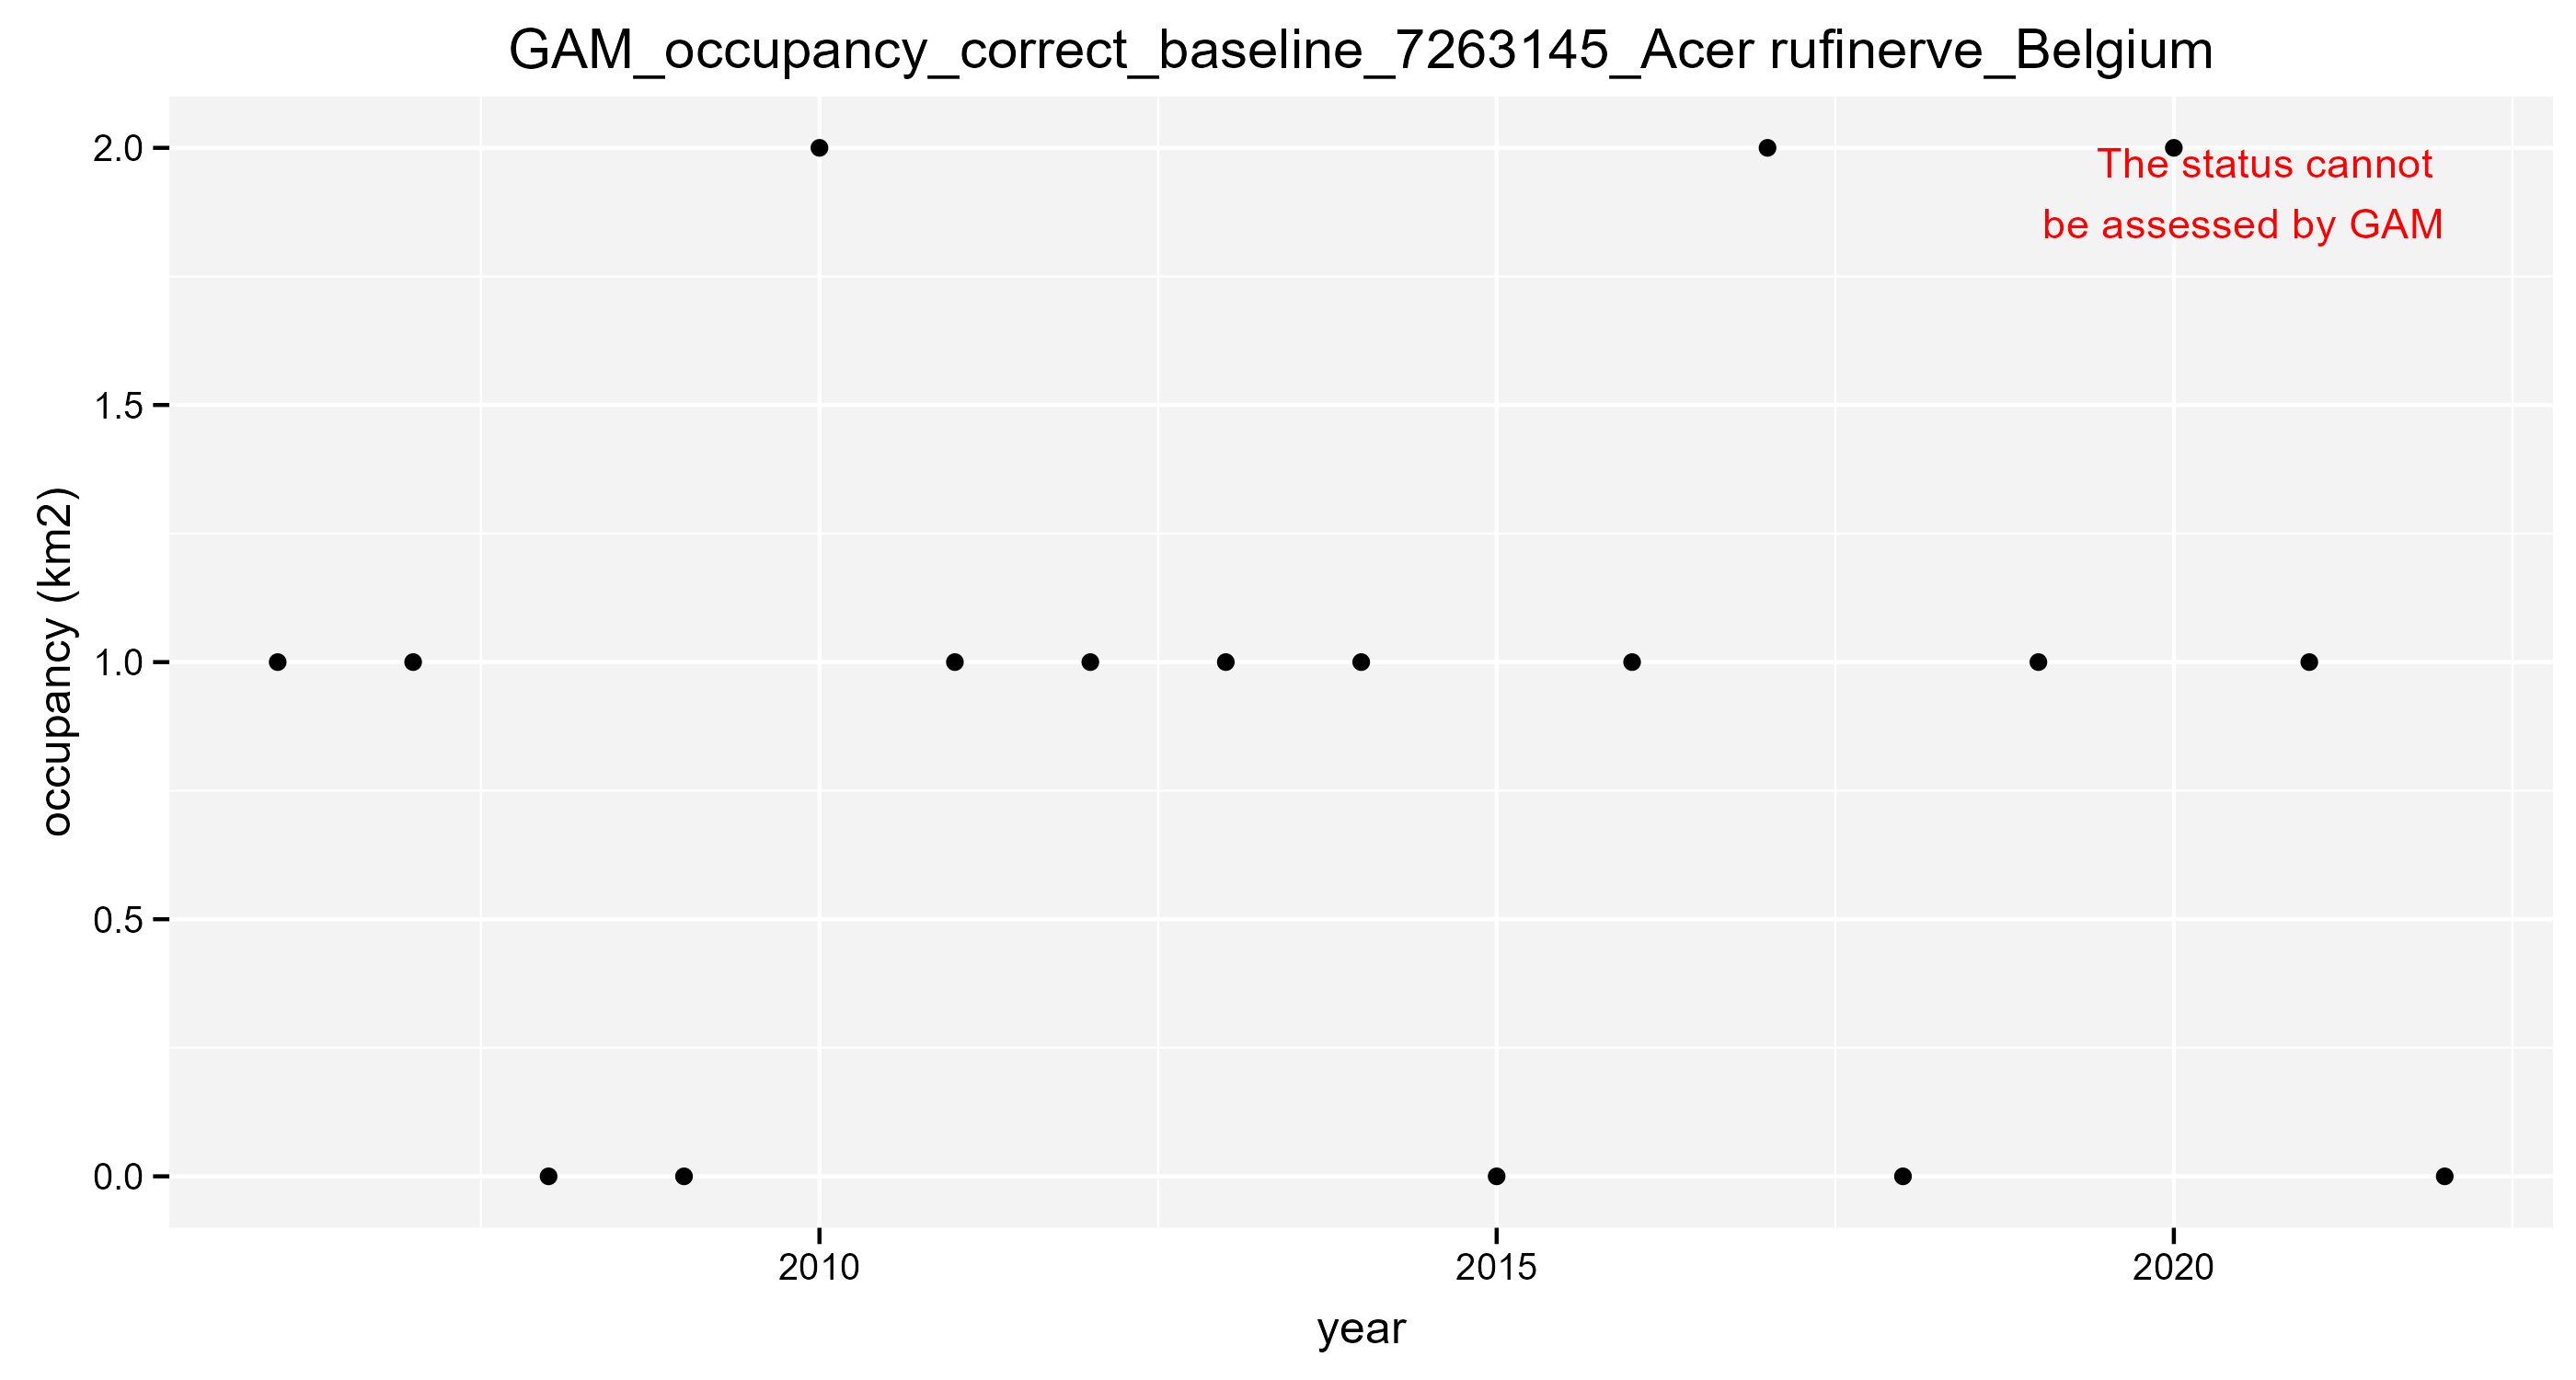 GAM_occupancy_correct_baseline_7263145_Acer rufinerve_Belgium
2.0
The status cannot
be assessed by GAM
1.5
occupancy (km2)
1.0
0.5
0.0
2010
2015
2020
year